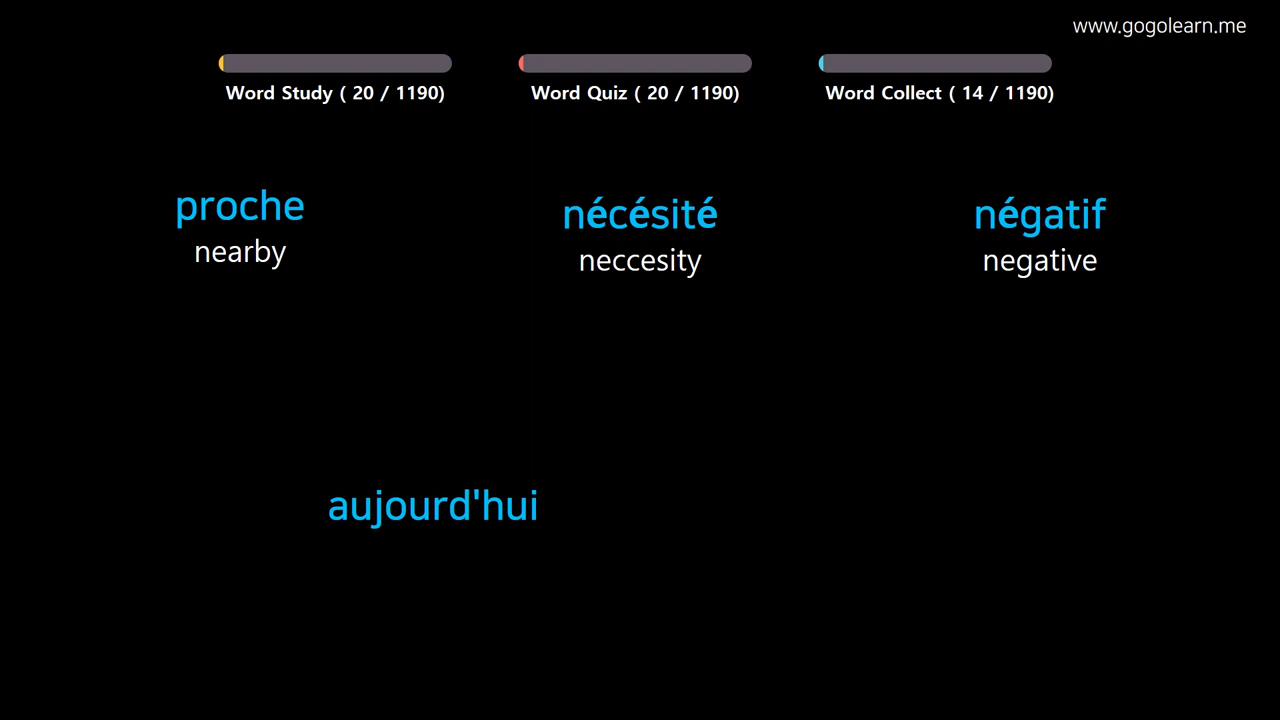 www.gogolearn.me
Word Study ( 20 / 1190)
Word Quiz ( 20 / 1190)
Word Collect ( 14 / 1190)
proche
nearby
nécésité
neccesity
négatif
negative
aujourd'hui